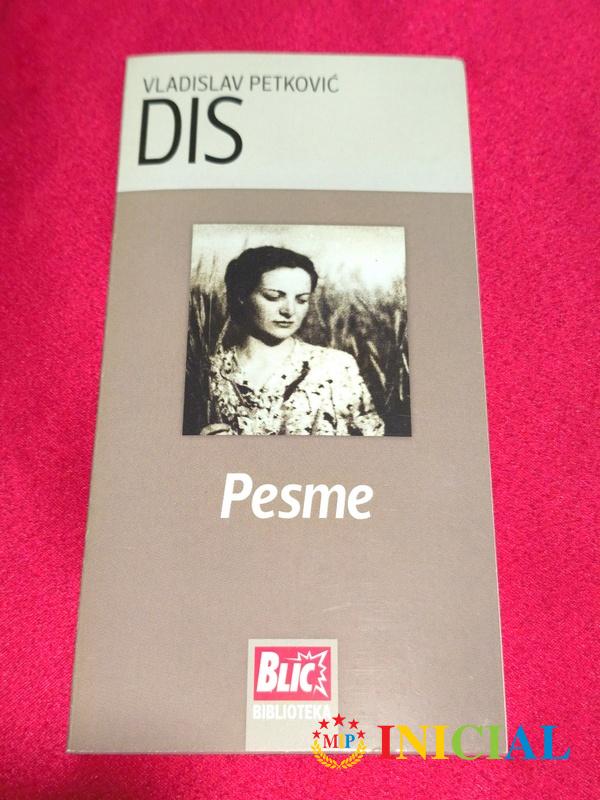 VLADISLAV PETKOVIĆ
DIS
Pesme
BLIC
BIBLIOTEKA
MP INICIAL